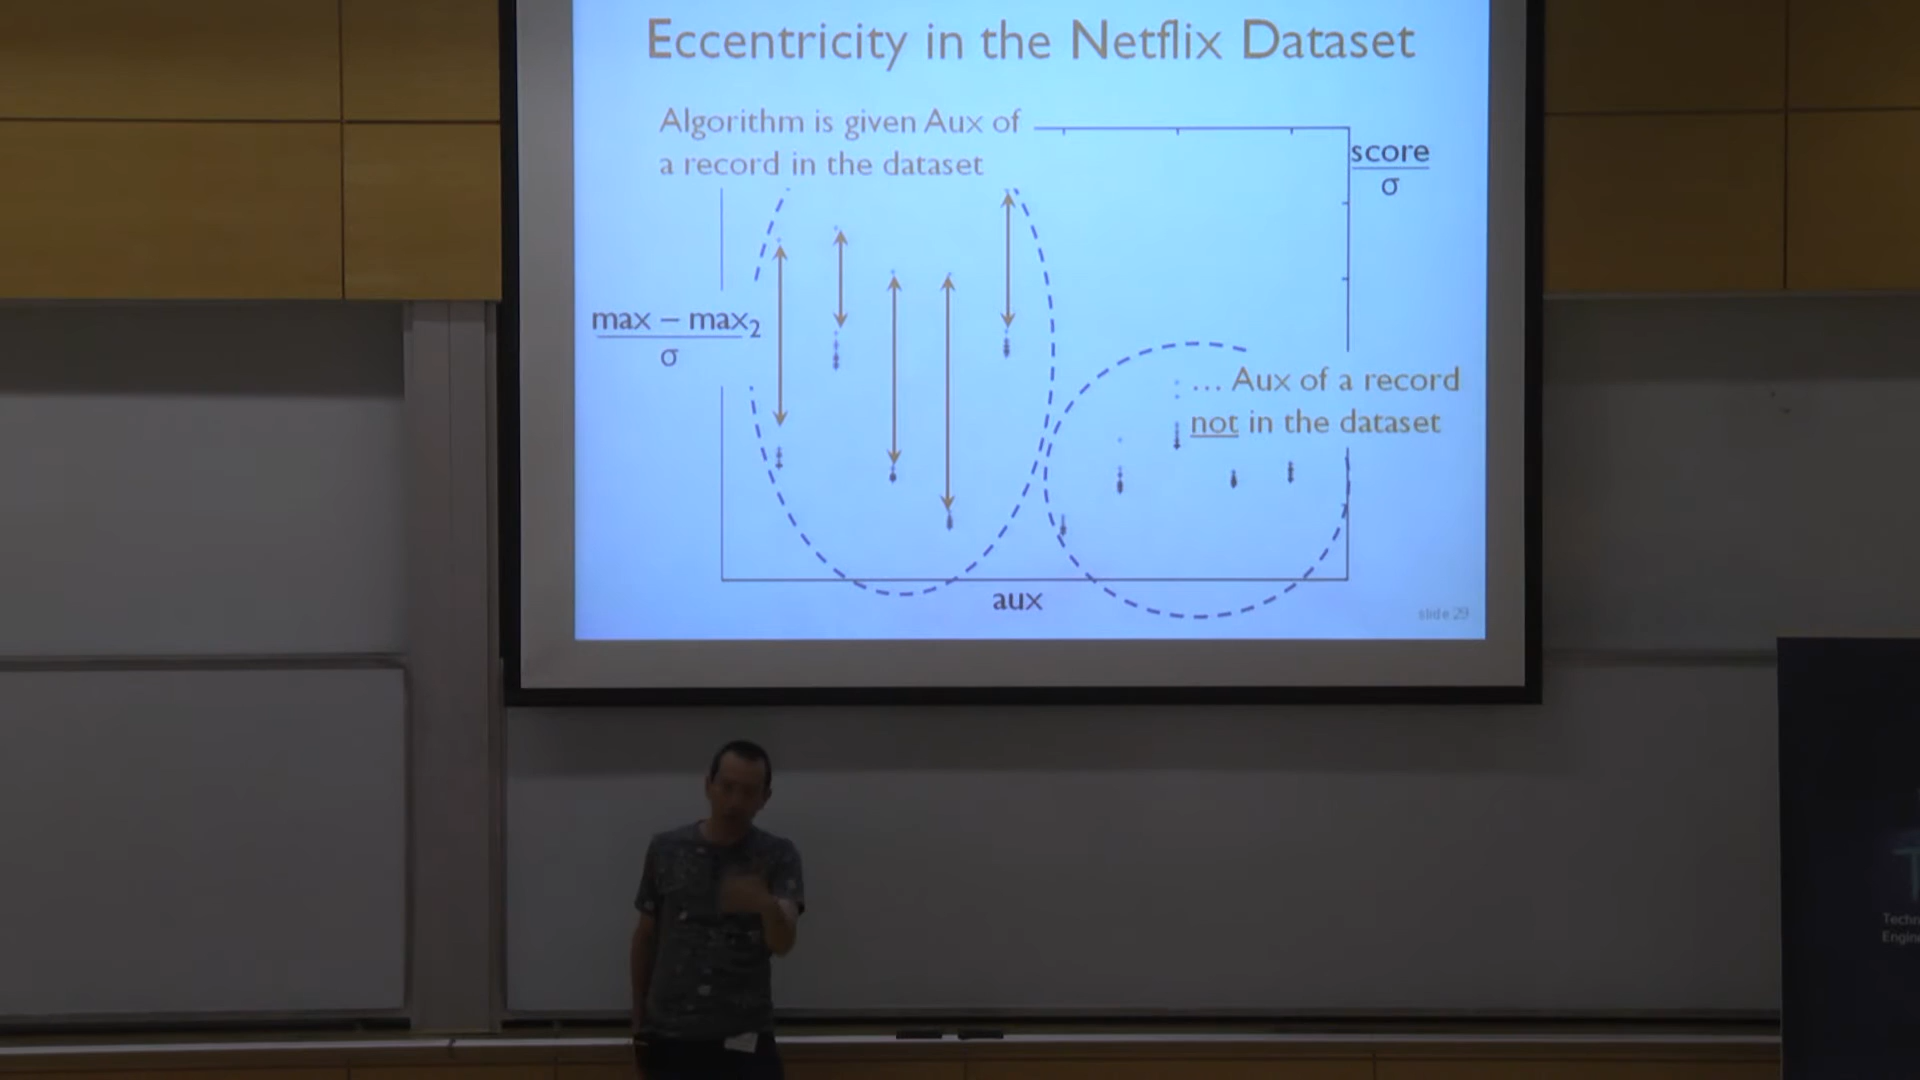 Eccentricity in the Netflix Dataset
Algorithm is given Aux of
a record in the dataset
score
σ
max – max₂
σ
... Aux of a record
not in the dataset
aux
slide 29